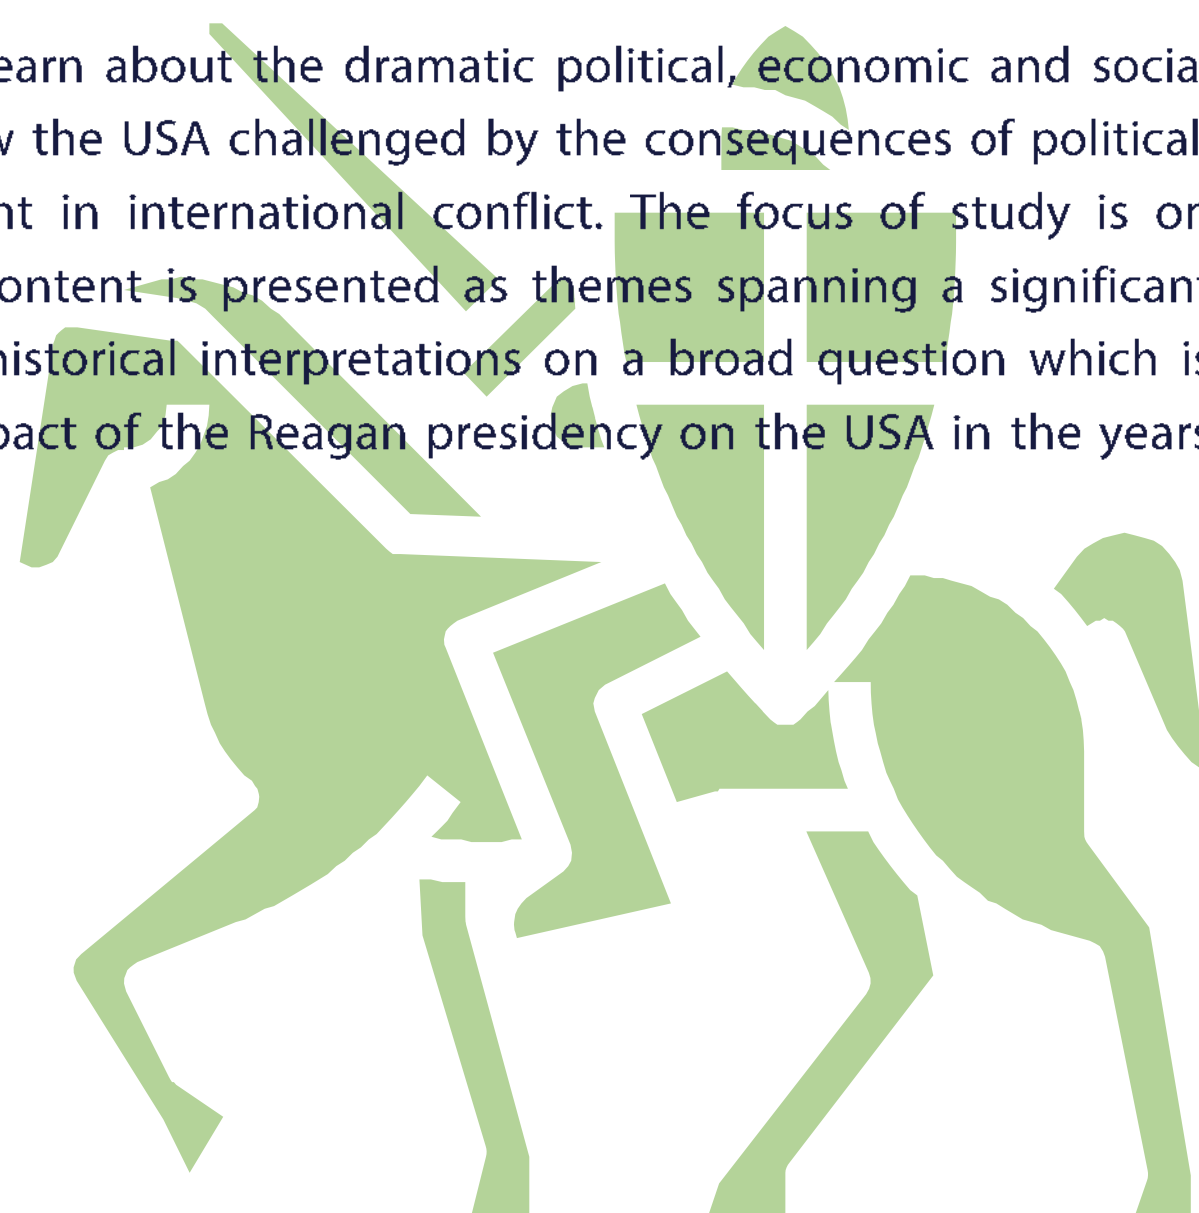 earn about the dramatic political, economic and socia
w the USA challenged by the consequences of political
nt in international conflict. The focus of study is or
ontent is presented as themes spanning a significant
historical interpretations on a broad question which is
pact of the Reagan presidency on the USA in the years